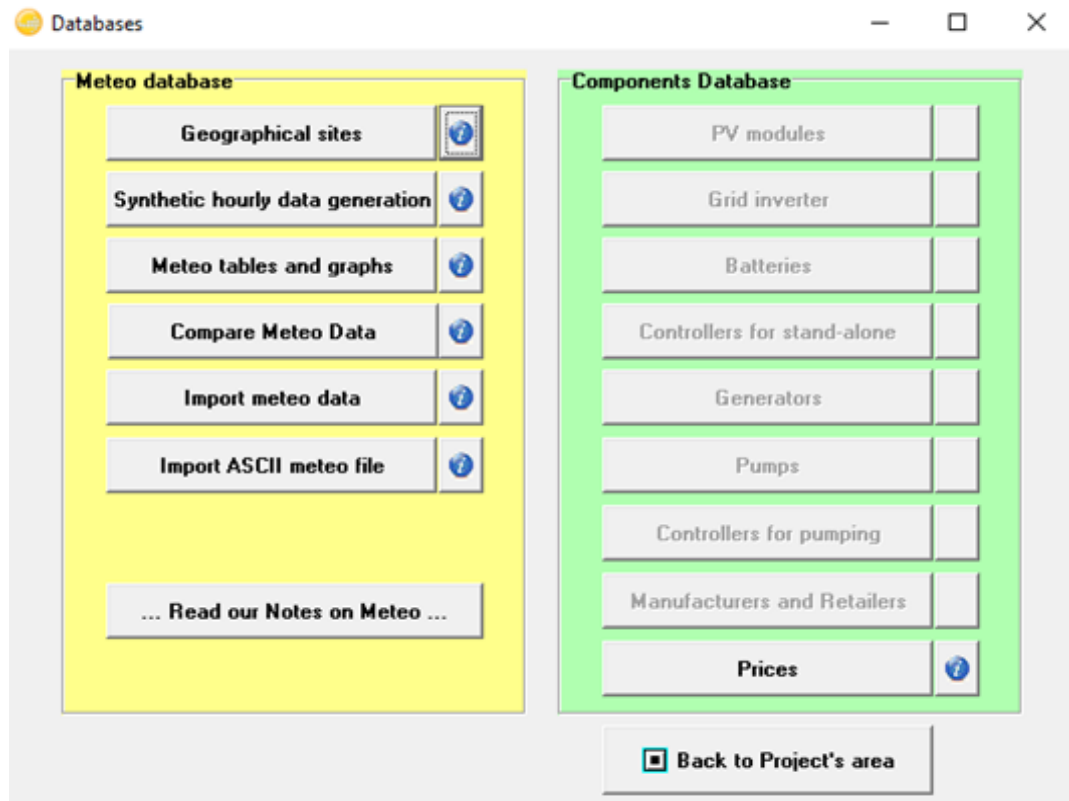 Databases
Meteo database
Geographical sites
Synthetic hourly data generation
Meteo tables and graphs
Compare Meteo Data
Import meteo data
Import ASCII meteo file
... Read our Notes on Meteo ...
Components Database
PV modules
Grid inverter
Batteries
Controllers for stand-alone
Generators
Pumps
Controllers for pumping
Manufacturers and Retailers
Prices
Back to Project's area